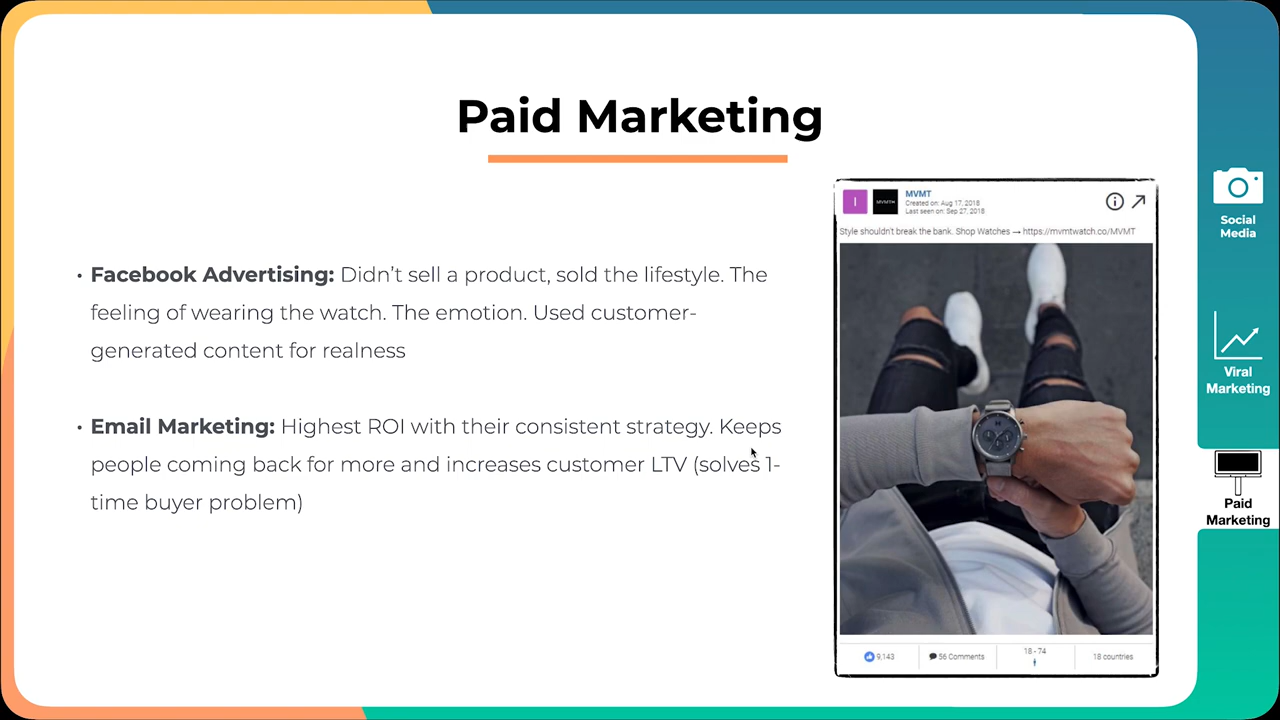 Paid Marketing
• Facebook Advertising: Didn't sell a product, sold the lifestyle. The
feeling of wearing the watch. The emotion. Used customer-
generated content for realness
• Email Marketing: Highest ROI with their consistent strategy. Keeps
people coming back for more and increases customer LTV (solves 1-
time buyer problem)
I
MVMT
MVMT
Created on: Aug 17, 2018
Last seen on: Sep 27, 2018
Style shouldn't break the bank. Shop Watches → https://mvmtwatch.co/MVMT
9,143
56 Comments
18 - 74
18 countries
Social
Media
Viral
Marketing
Paid
Marketing